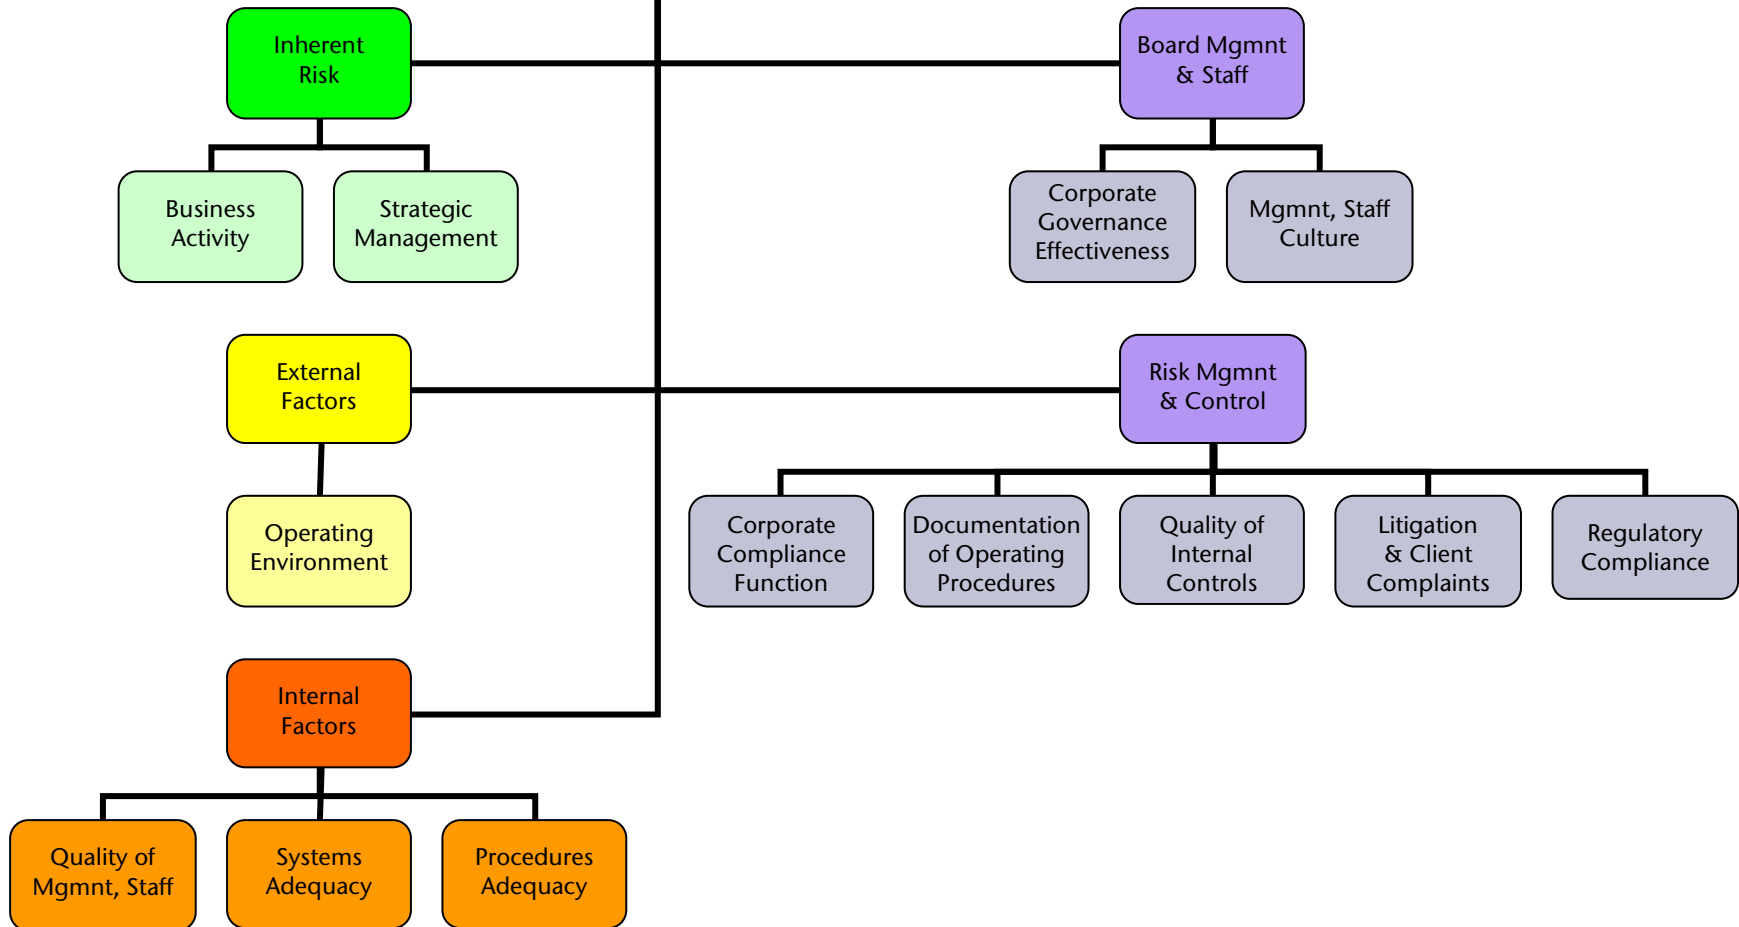 Inherent
Risk
Board Mgmnt
& Staff
Business
Activity
Strategic
Management
Corporate
Governance
Effectiveness
Mgmnt, Staff
Culture
External
Factors
Risk Mgmnt
& Control
Operating
Environment
Corporate
Compliance
Function
Documentation
of Operating
Procedures
Quality of
Internal
Controls
Litigation
& Client
Complaints
Regulatory
Compliance
Internal
Factors
Quality of
Mgmnt, Staff
Systems
Adequacy
Procedures
Adequacy